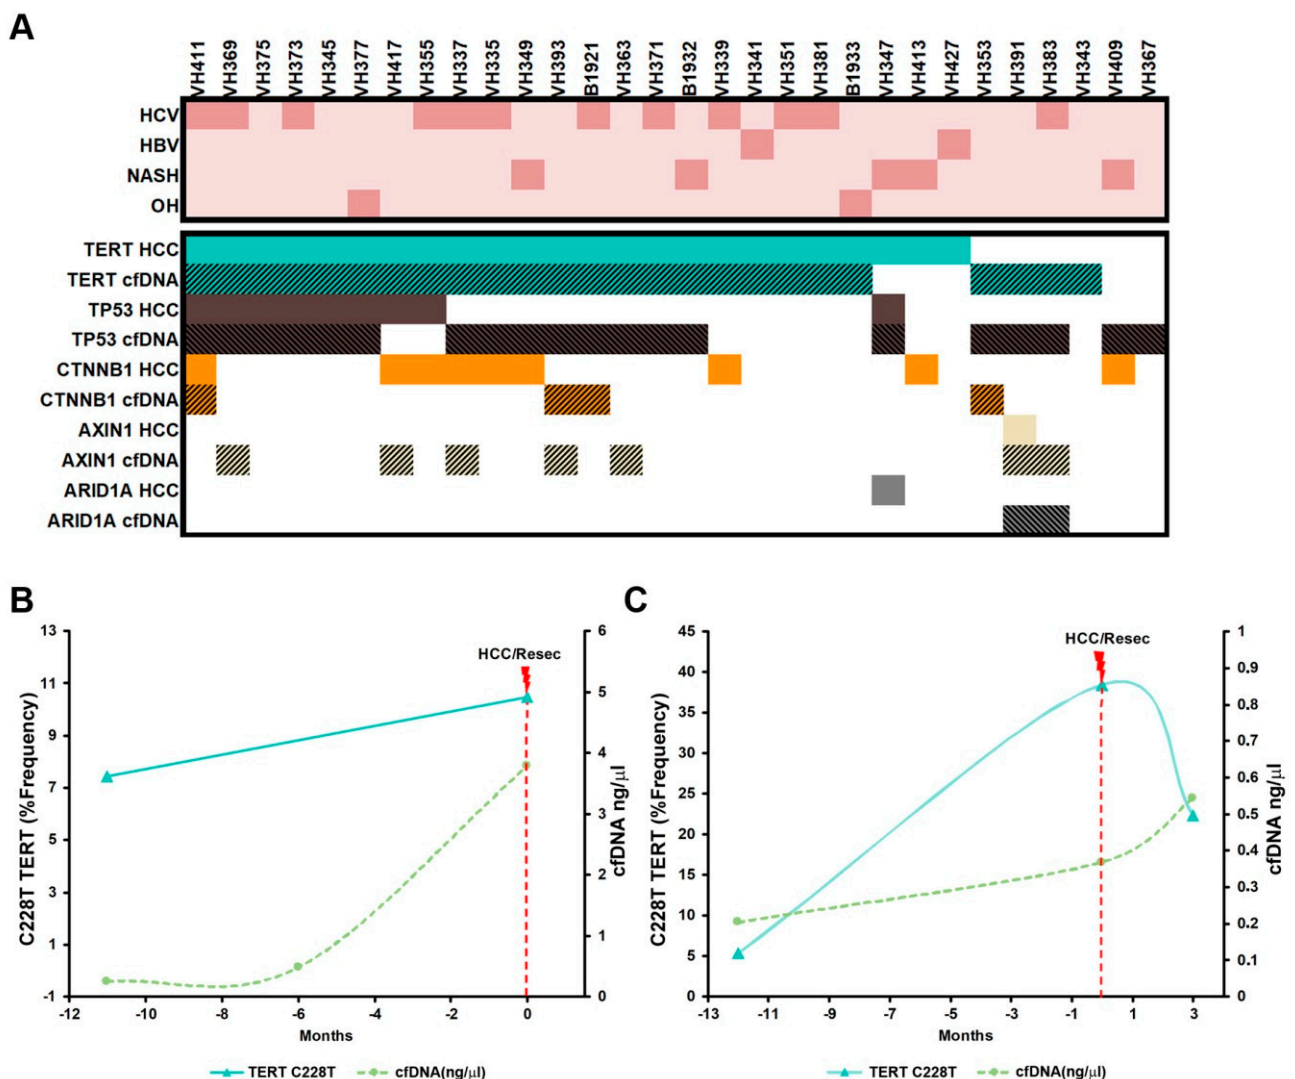 A
VH411 VH369 VH375 VH373 VH345 VH377 VH417 VH355 VH337 VH335 VH349 VH393 B1921 VH363 VH371 B1932 VH339 VH341 VH351 VH381 B1933 VH347 VH413 VH427 VH353 VH391 VH383 VH343 VH409 VH367
HCV
HBV
NASH
OH
TERT HCC
TERT cfDNA
TP53 HCC
TP53 cfDNA
CTNNB1 HCC
CTNNB1 cfDNA
AXIN1 HCC
AXIN1 cfDNA
ARID1A HCC
ARID1A cfDNA
B
C228T TERT (%Frequency)
13
11
9
7
5
3
1
-1
HCC/Resec
6
5
4
3
2
1
0
cfDNA ng/µl
-12 -10 -8 -6 -4 -2 0
Months
TERT C228T cfDNA(ng/µl)
C
C228T TERT (%Frequency)
45
40
35
30
25
20
15
10
5
0
HCC/Resec
1
0.9
0.8
0.7
0.6
0.5
0.4
0.3
0.2
0.1
0
cfDNA ng/µl
-13 -11 -9 -7 -5 -3 -1 1 3
Months
TERT C228T cfDNA(ng/µl)